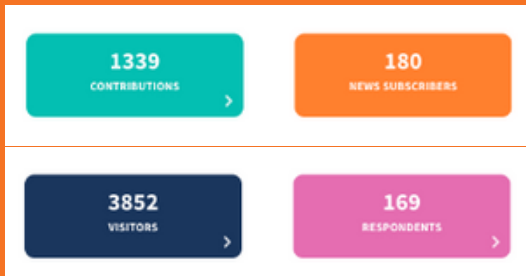 1339
CONTRIBUTIONS
180
NEWS SUBSCRIBERS
3852
VISITORS
169
RESPONDENTS